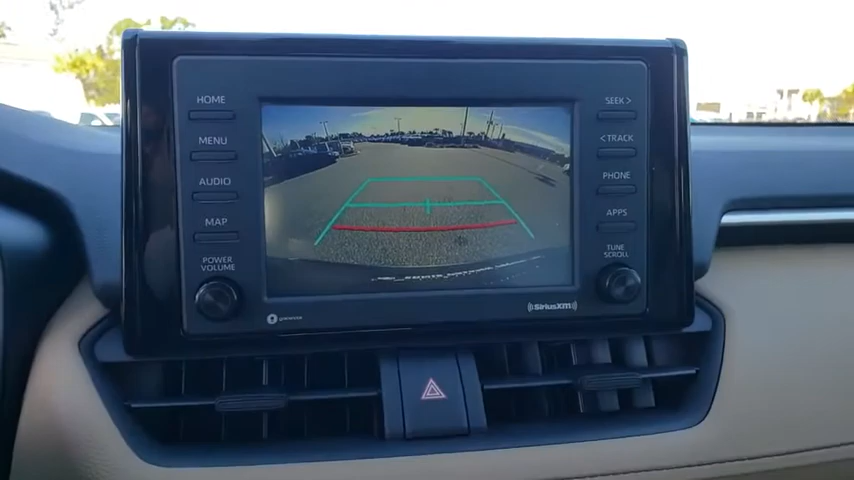 HOME
MENU
AUDIO
MAP
POWER
VOLUME
SEEK>
<TRACK
PHONE
APPS
TUNE
SCROLL
SiriusXM